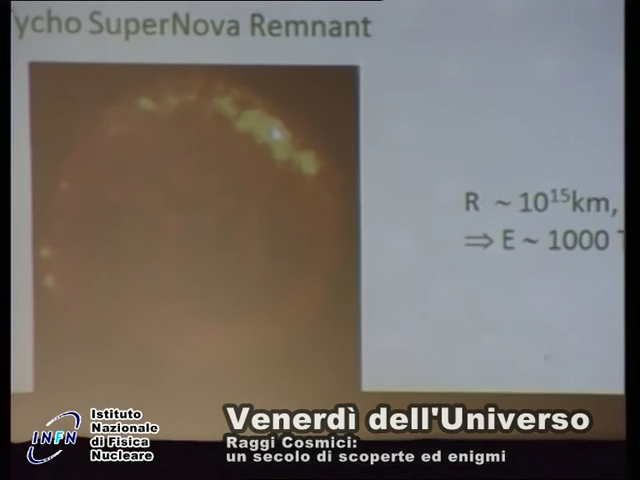 ycho SuperNova Remnant
R ~ 10¹⁵km,
⇒ E ~ 1000 T
INFN
Istituto
Nazionale
di Fisica
Nucleare
Venerdì dell'Universo
Raggi Cosmici:
un secolo di scoperte ed enigmi